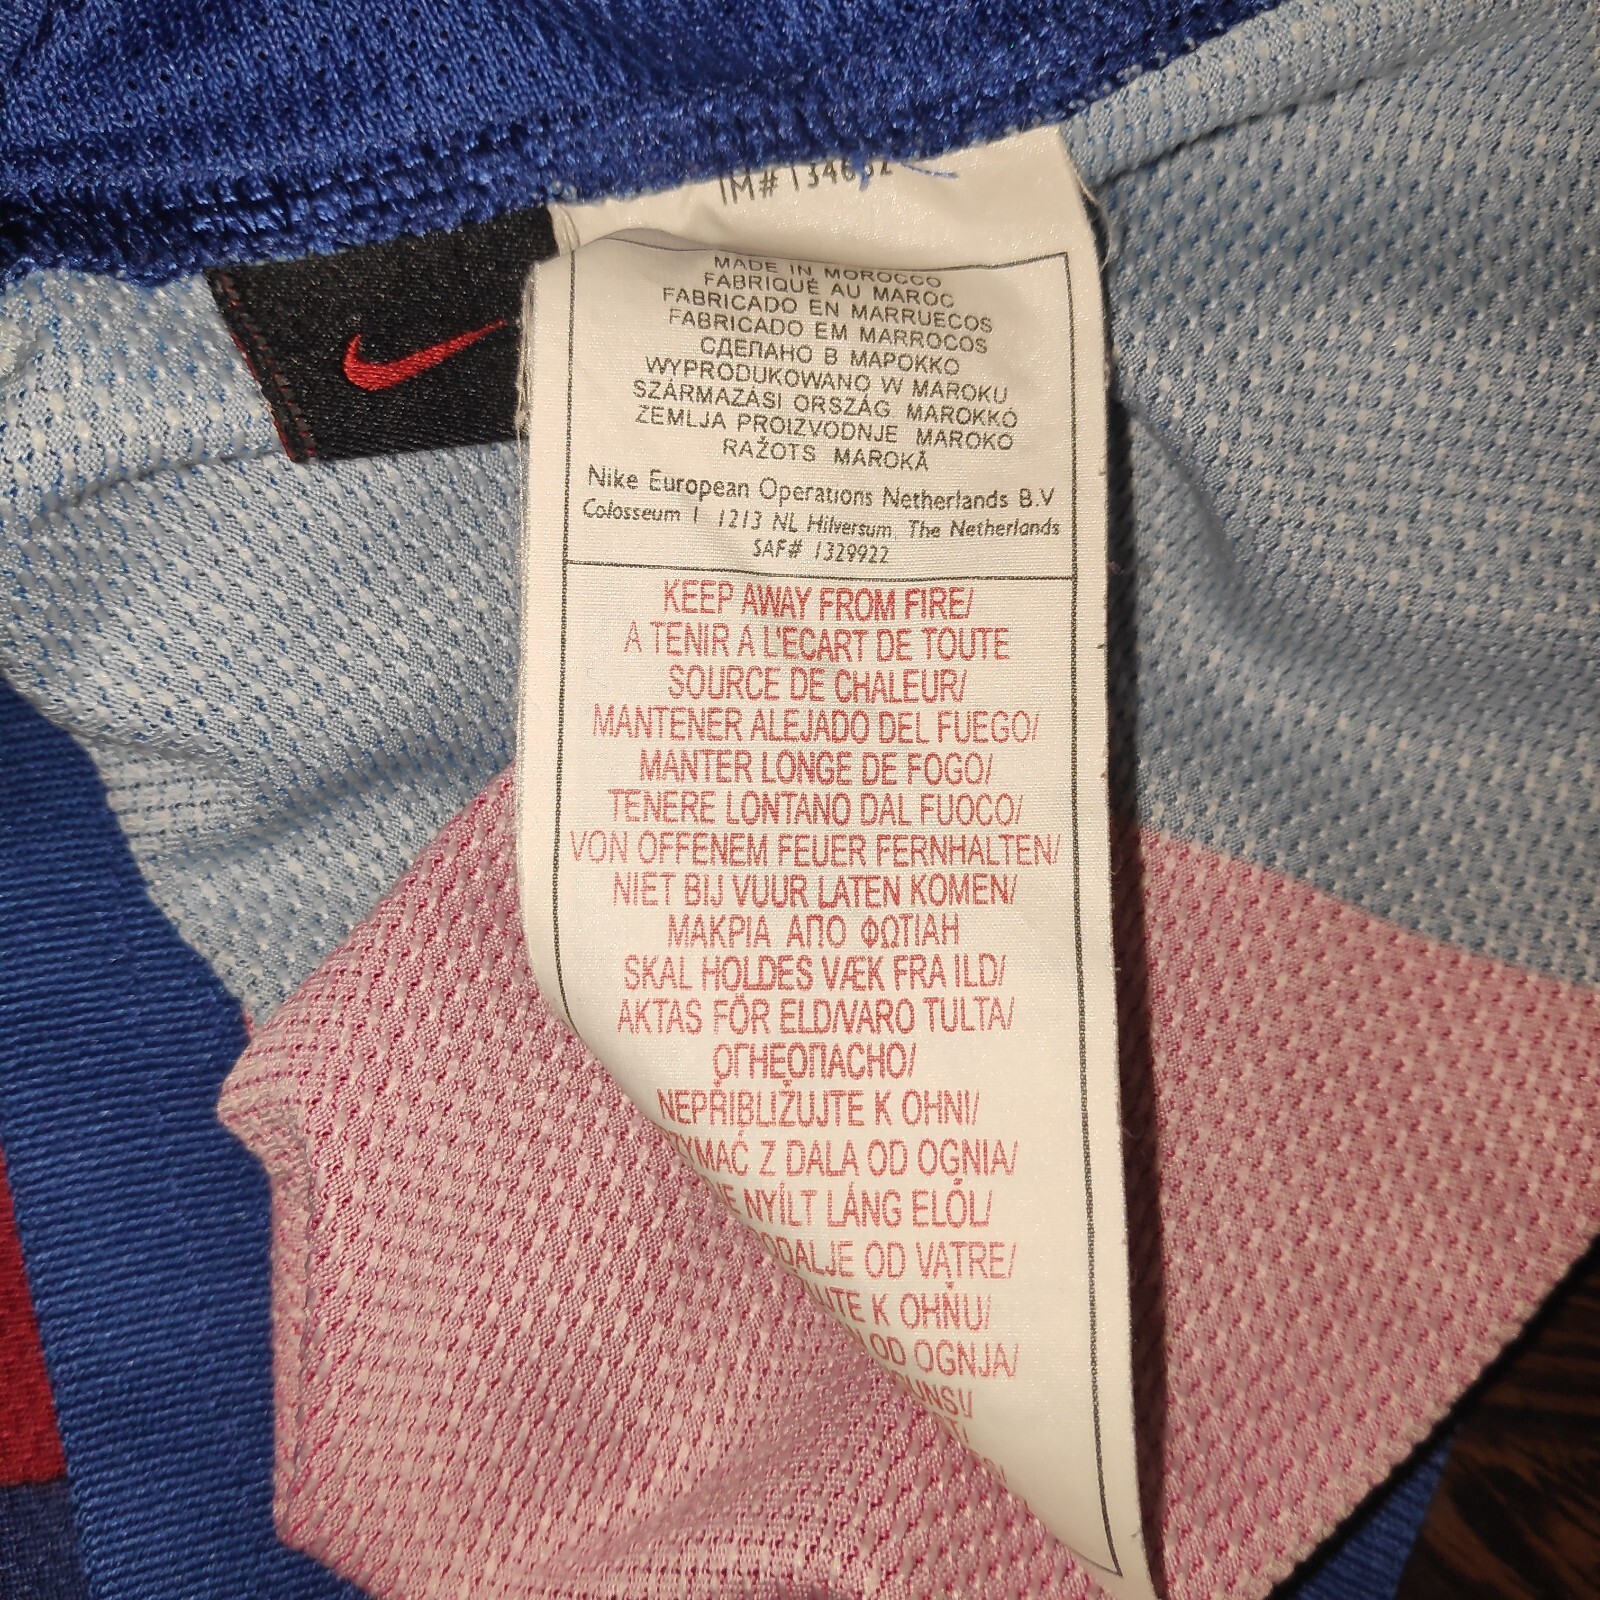 IM#
MADE IN MOROCCO
FABRIQUÉ AU MAROC
FABRICADO EN MARRUECOS
FABRICADO EM MARROCOS
СДЕПАНО В МАРОККО
WYPRODUKOWANO W MAROKU
SZÁRMAZÁSI ORSZÁG MAROKKÓ
ZEMLJA PROIZVODNJE MAROKO
RAŽOTS MAROKĀ
Nike European Operations Netherlands B.V
Colosseum 1 1213 NL Hilversum, The Netherlands
SAF# 1329922
KEEP AWAY FROM FIRE/
A TENIR A L'ECART DE TOUTE
SOURCE DE CHALEUR/
MANTENER ALEJADO DEL FUEGO/
MANTER LONGE DE FOGO/
TENERE LONTANO DAL FUOCO/
VON OFFENEM FEUER FERNHALTEN/
NIET BIJ VUUR LATEN KOMEN/
ΜΑΚΡΙΑ ΑΠΟ ΦΩΤΙΑΗ
SKAL HOLDES VÆK FRA ILD/
AKTAS FÖR ELD/VARO TULTA/
ОГНЕОПАСНО/
NEPŘIBLIŽUJTE K OHNI/
Z DALA OD OGNIA/
NYÍLT LÁNG ELŐL/
OD VATRE/
K OHŇU/
OD OGNJA/